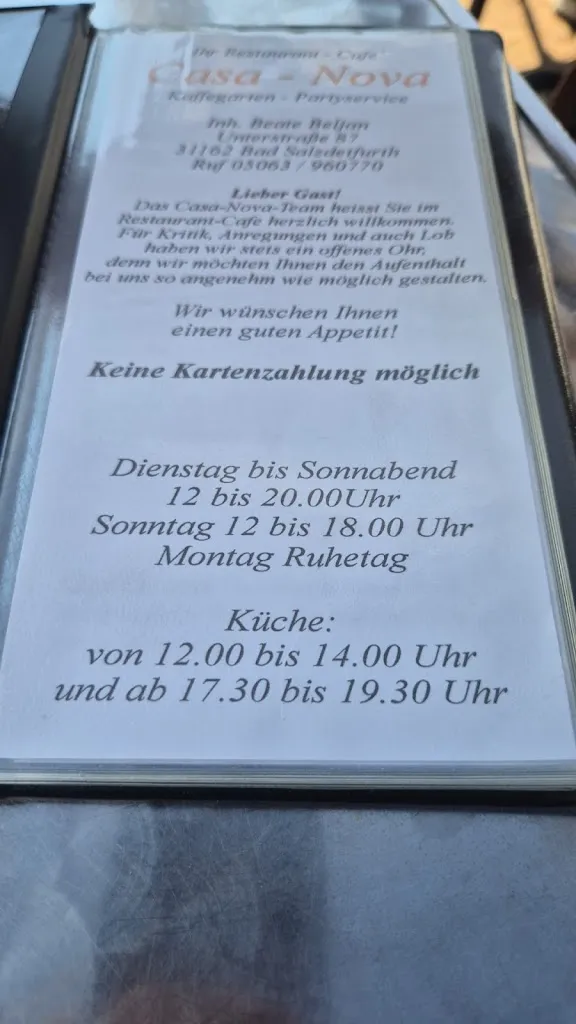 Ihr Restaurant - Cafe
Casa - Nova
Kaffegarten - Partyservice
Inh. Beate Beljan
Unterstraße 87
31162 Bad Salzdetfurth
Ruf 05063 / 960770
Lieber Gast!
Das Casa-Nova-Team heisst Sie im
Restaurant-Cafe herzlich willkommen.
Für Kritik, Anregungen und auch Lob
haben wir stets ein offenes Ohr,
denn wir möchten Ihnen den Aufenthalt
bei uns so angenehm wie möglich gestalten.
Wir wünschen Ihnen
einen guten Appetit!
Keine Kartenzahlung möglich
Dienstag bis Sonnabend
12 bis 20.00Uhr
Sonntag 12 bis 18.00 Uhr
Montag Ruhetag
Küche:
von 12.00 bis 14.00 Uhr
und ab 17.30 bis 19.30 Uhr